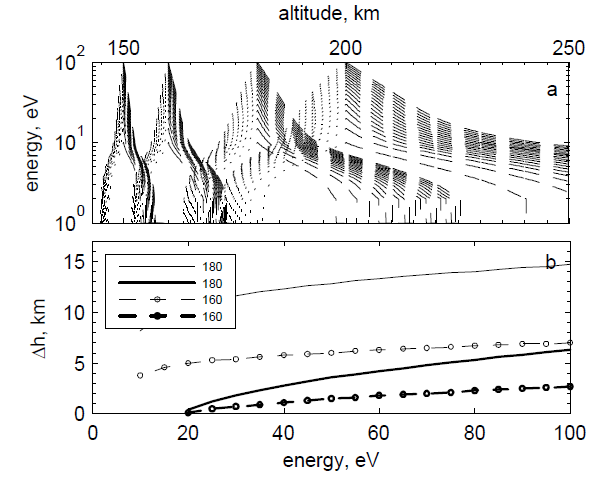 altitude, km
150 200 250
10²
10¹
10⁰
energy, eV
a
15
10
5
0
Δh, km
b
180
180
160
160
0 20 40 60 80 100
energy, eV